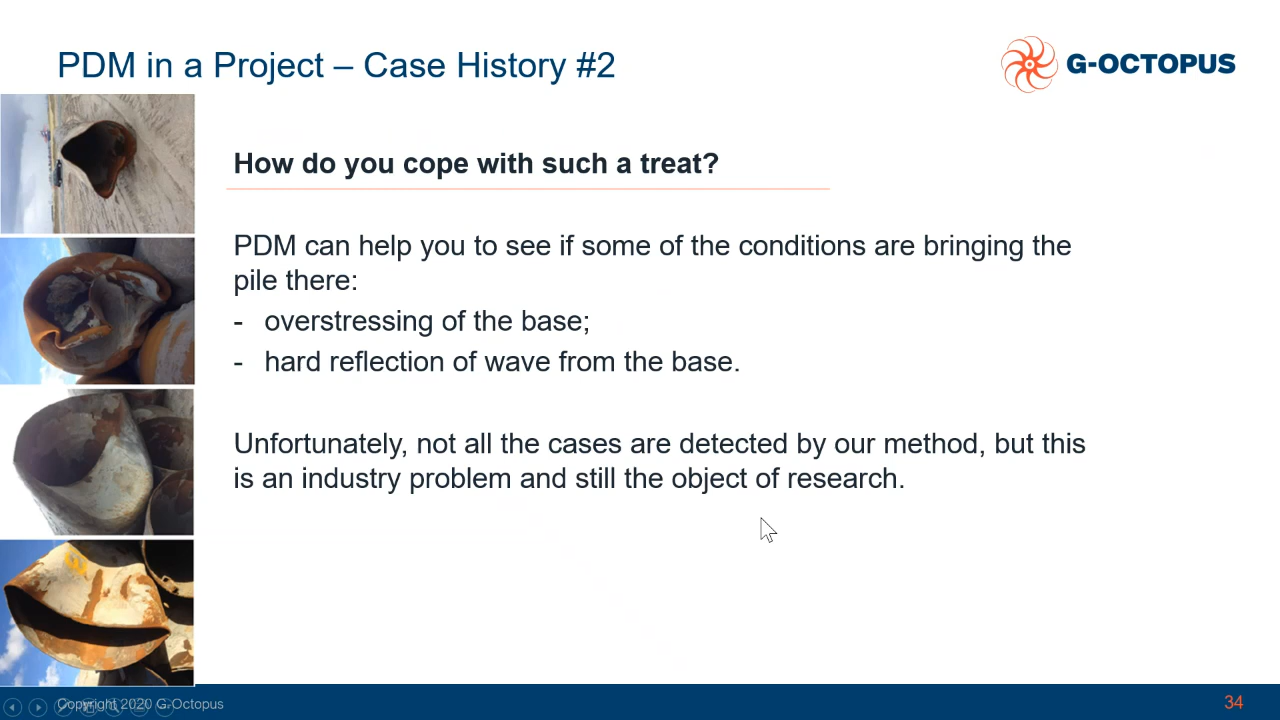 PDM in a Project – Case History #2
G-OCTOPUS
How do you cope with such a treat?
PDM can help you to see if some of the conditions are bringing the
pile there:
- overstressing of the base;
- hard reflection of wave from the base.
Unfortunately, not all the cases are detected by our method, but this
is an industry problem and still the object of research.
Copyright 2020 G-Octopus
34